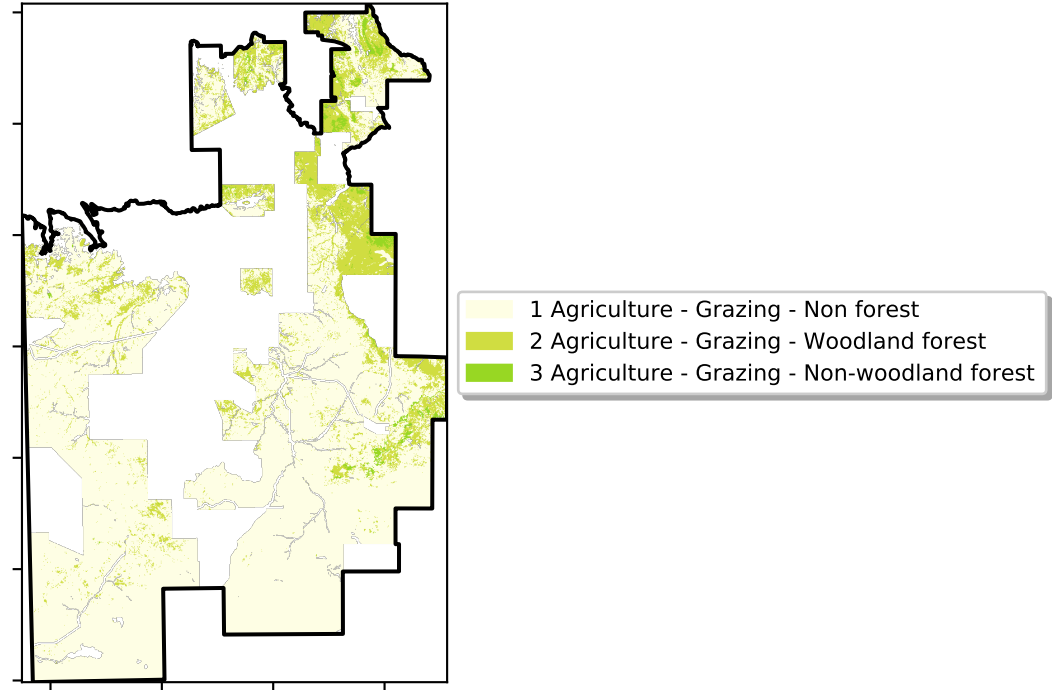 1 Agriculture - Grazing - Non forest
2 Agriculture - Grazing - Woodland forest
3 Agriculture - Grazing - Non-woodland forest